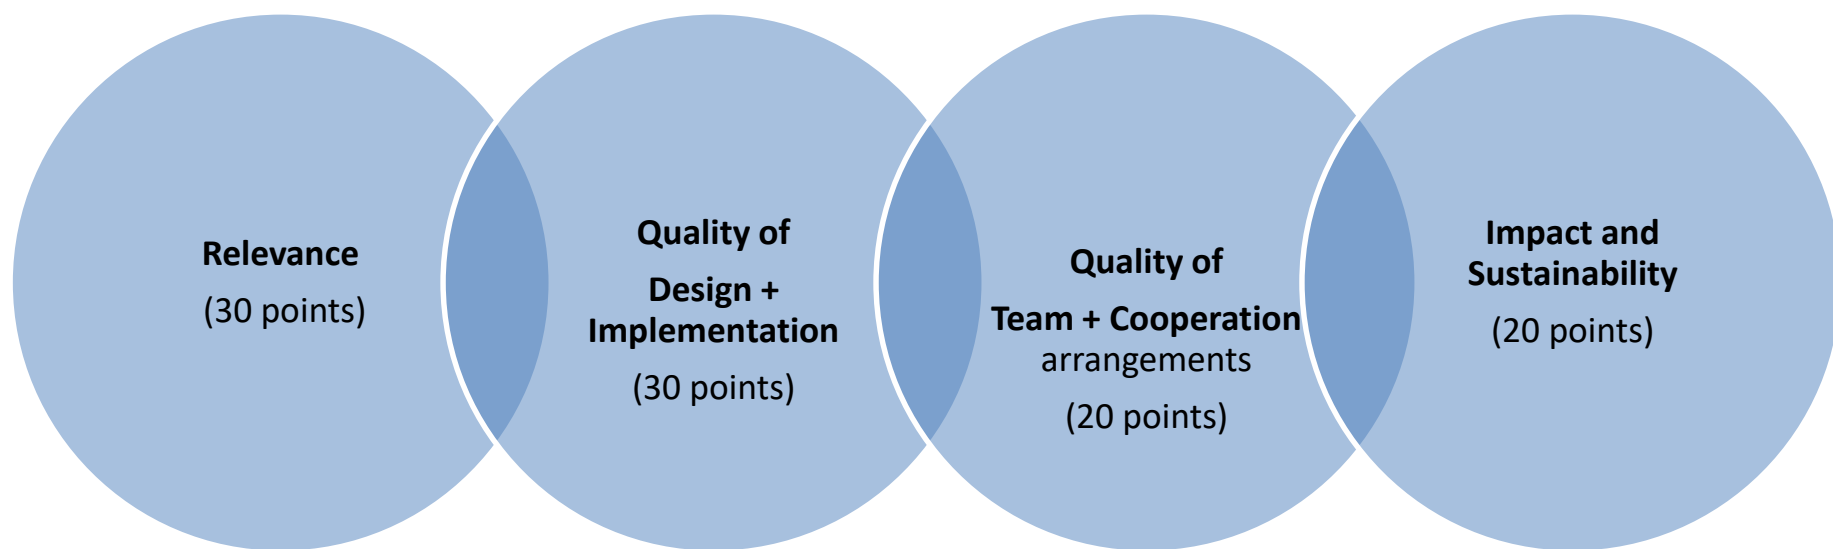 Relevance
(30 points)
Quality of
Design +
Implementation
(30 points)
Quality of
Team + Cooperation
arrangements
(20 points)
Impact and
Sustainability
(20 points)